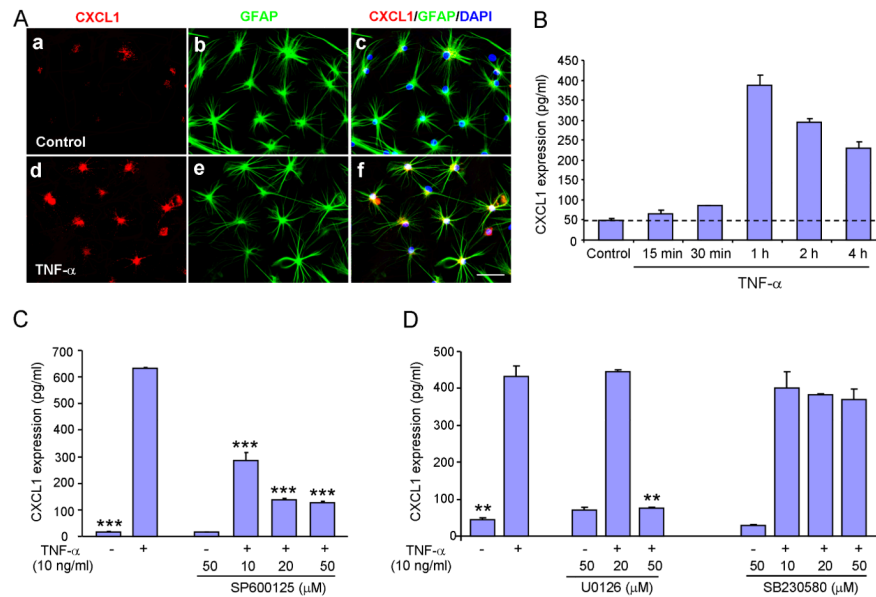 A
CXCL1 GFAP CXCL1/GFAP/DAPI
a b c
Control
d e f
TNF-α
B
CXCL1 expression (pg/ml)
450
400
350
300
250
200
150
100
50
0
Control 15 min 30 min 1 h 2 h 4 h
TNF-α
C
CXCL1 expression (pg/ml)
700
600
500
400
300
200
100
0
*** *** *** ***
TNF-α - + - + + +
(10 ng/ml) 50 10 20 50
SP600125 (μM)
D
CXCL1 expression (pg/ml)
500
400
300
200
100
0
** **
TNF-α - + - + + - + + +
(10 ng/ml) 50 20 50 50 10 20 50
U0126 (μM) SB230580 (μM)